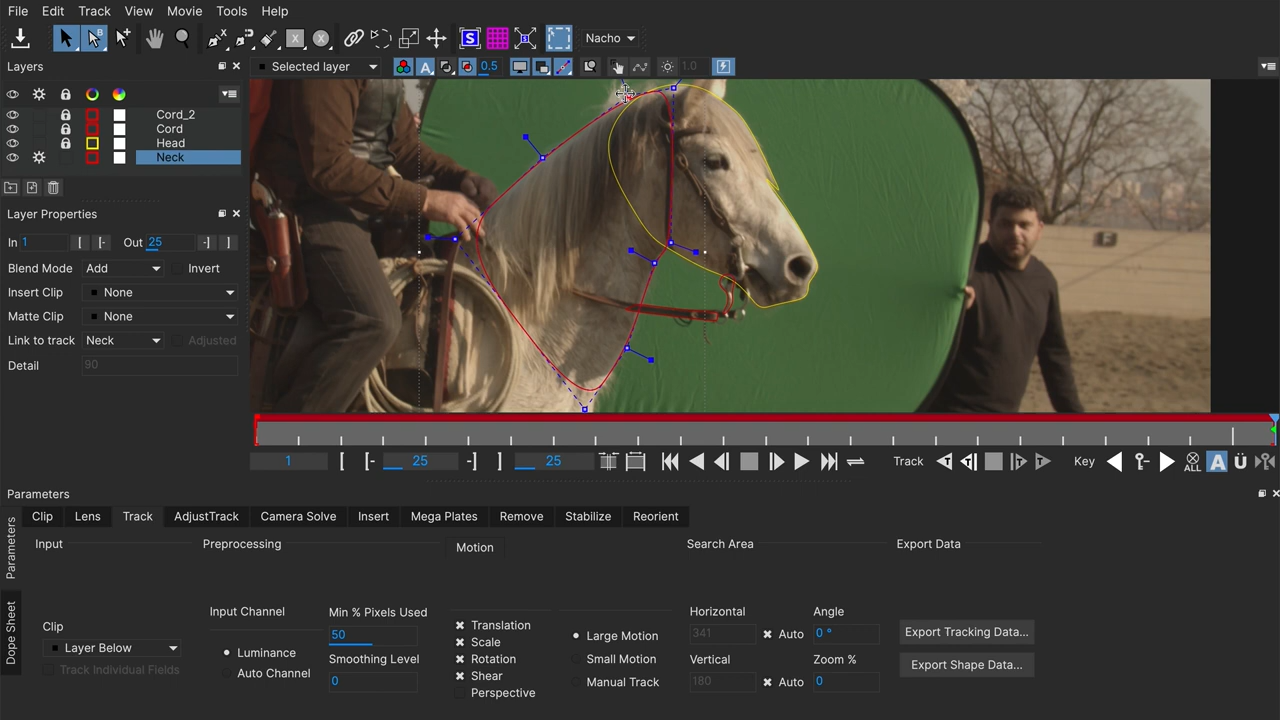 File Edit Track View Movie Tools Help
Nacho
Layers
Selected layer
0.5
1.0
Cord_2
Cord
Head
Neck
Layer Properties
In 1 Out 25
Blend Mode Add Invert
Insert Clip None
Matte Clip None
Link to track Neck Adjusted
Detail 90
1 25 25 Track Key ALL A
Parameters
Parameters
Dope Sheet
Clip Lens Track AdjustTrack Camera Solve Insert Mega Plates Remove Stabilize Reorient
Input Preprocessing Motion Search Area Export Data
Clip
Layer Below
Track Individual Fields
Input Channel
Luminance
Auto Channel
Min % Pixels Used
50
Smoothing Level
0
Translation
Scale
Rotation
Shear
Perspective
Large Motion
Small Motion
Manual Track
Horizontal
341 Auto
Vertical
180 Auto
Angle
0 °
Zoom %
0
Export Tracking Data...
Export Shape Data...